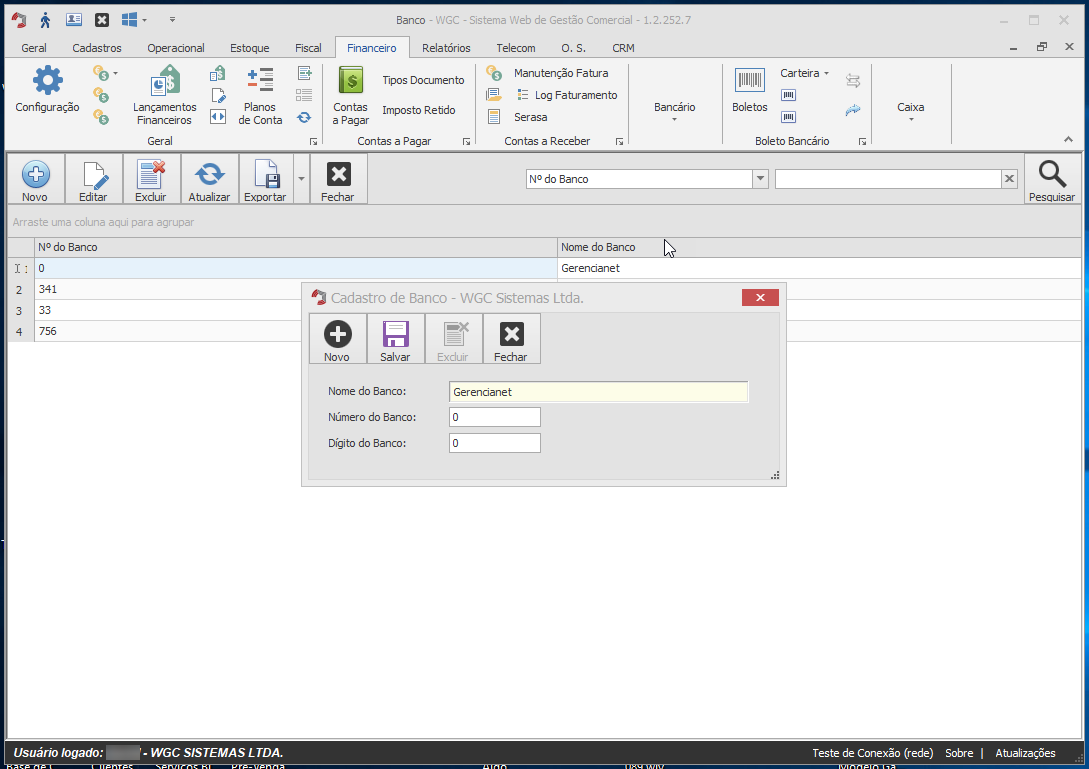 Banco - WGC - Sistema Web de Gestão Comercial - 1.2.252.7
Geral Cadastros Operacional Estoque Fiscal Financeiro Relatórios Telecom O. S. CRM
Configuração
Lançamentos Financeiros
Planos de Conta
Geral
Contas a Pagar
Tipos Documento
Imposto Retido
Contas a Pagar
Manutenção Fatura
Log Faturamento
Serasa
Contas a Receber
Bancário
Boletos
Carteira
Boleto Bancário
Caixa
Novo Editar Excluir Atualizar Exportar Fechar
Nº do Banco
Pesquisar
Arraste uma coluna aqui para agrupar
Nº do Banco Nome do Banco
0 Gerencianet
2 341
3 33
4 756
Cadastro de Banco - WGC Sistemas Ltda.
Novo Salvar Excluir Fechar
Nome do Banco: Gerencianet
Número do Banco: 0
Dígito do Banco: 0
Usuário logado: - WGC SISTEMAS LTDA.
Teste de Conexão (rede) Sobre | Atualizações